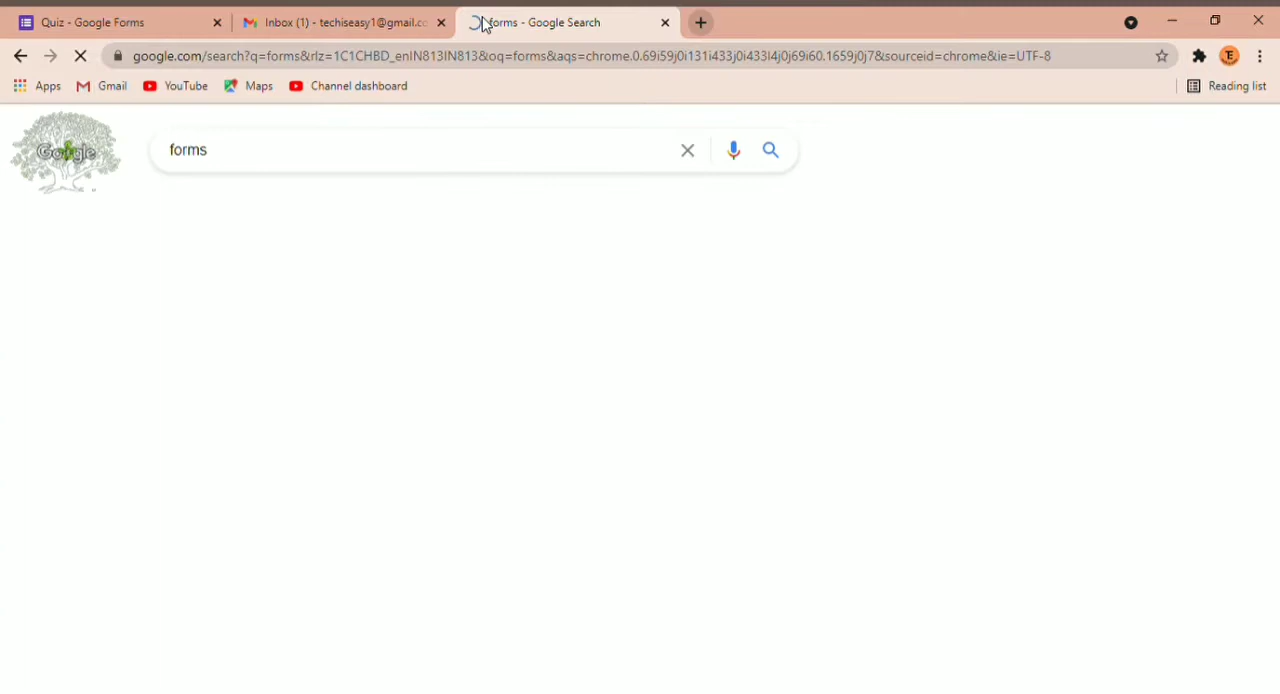 Quiz - Google Forms
Inbox (1) - techiseasy1@gmail.co
forms - Google Search
google.com/search?q=forms&rlz=1C1CHBD_enIN813IN813&oq=forms&aqs=chrome.0.69i59j0i131i433j0i433l4j0j69i60.1659j0j7&sourceid=chrome&ie=UTF-8
TE
Apps
Gmail
YouTube
Maps
Channel dashboard
Reading list
Google
forms